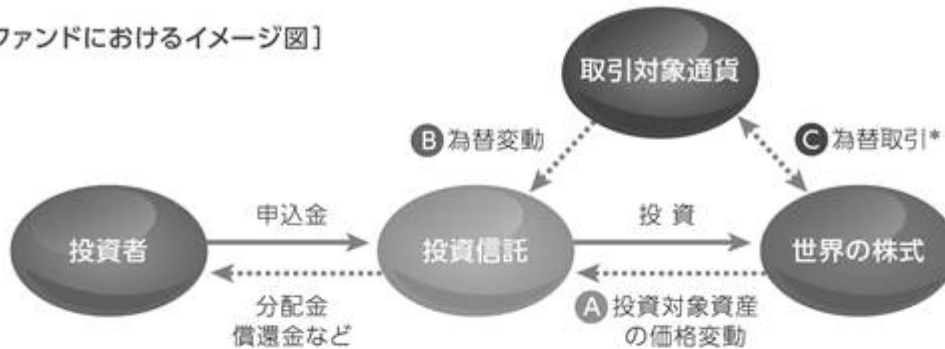 ファンドにおけるイメージ図]
取引対象通貨
B 為替変動
C 為替取引*
投資者
申込金
投資信託
投 資
世界の株式
分配金
償還金など
A 投資対象資産
の価格変動